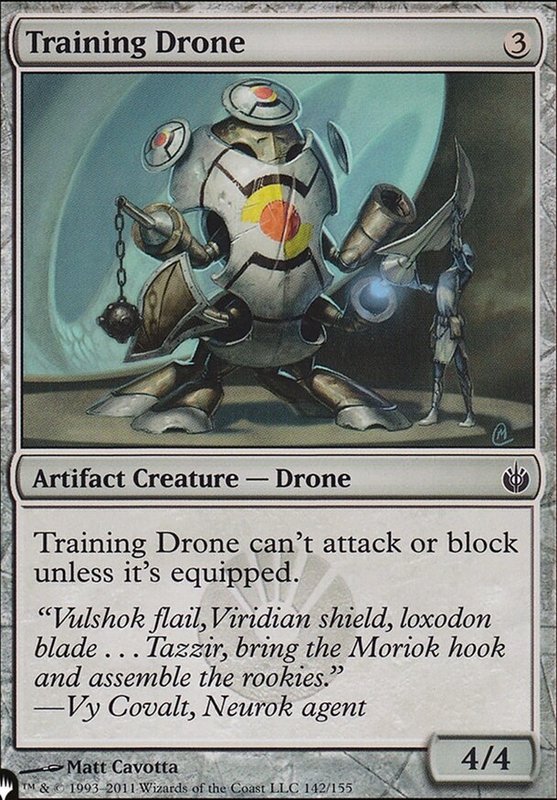 Training Drone 3
Artifact Creature — Drone
Training Drone can't attack or block
unless it's equipped.
“Vulshok flail, Viridian shield, loxodon
blade . . . Tazzir, bring the Moriok hook
and assemble the rookies.”
—Vy Covalt, Neurok agent
4/4
Matt Cavotta
™ & © 1993–2011 Wizards of the Coast LLC 142/155